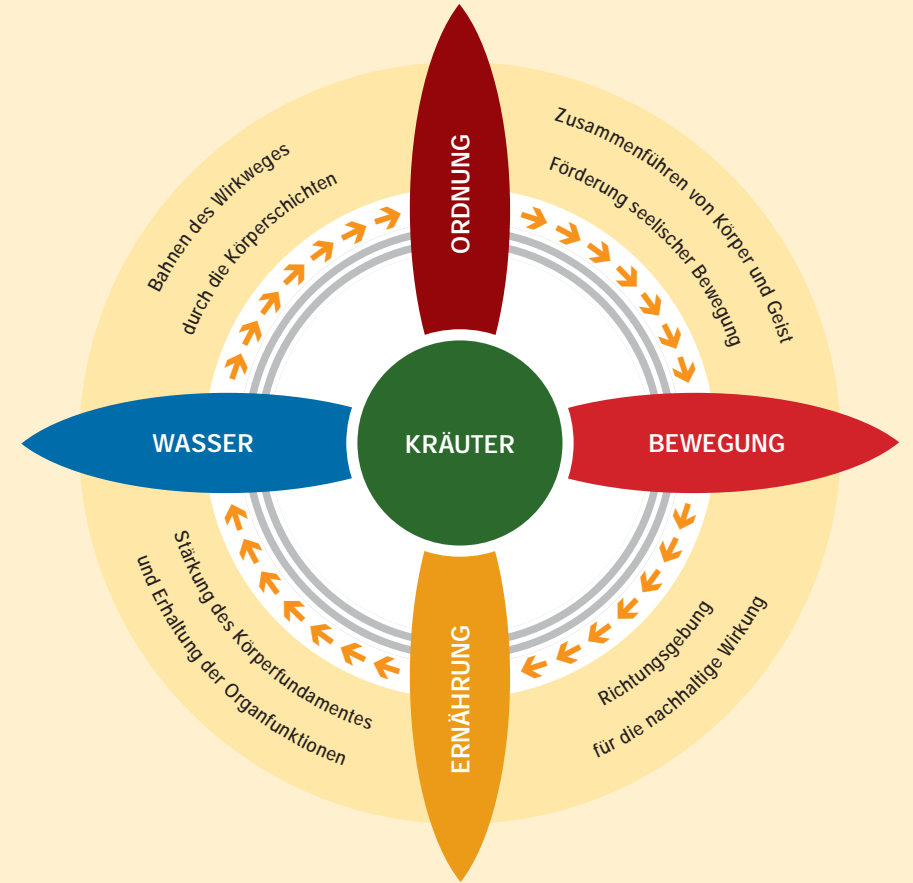 ORDNUNG
Zusammenführen von Körper und Geist
Förderung seelischer Bewegung
Bahnen des Wirkweges
durch die Körperschichten
WASSER
KRÄUTER
BEWEGUNG
Stärkung des Körperfundamentes
und Erhaltung der Organfunktionen
ERNÄHRUNG
Richtungsgebung
für die nachhaltige Wirkung